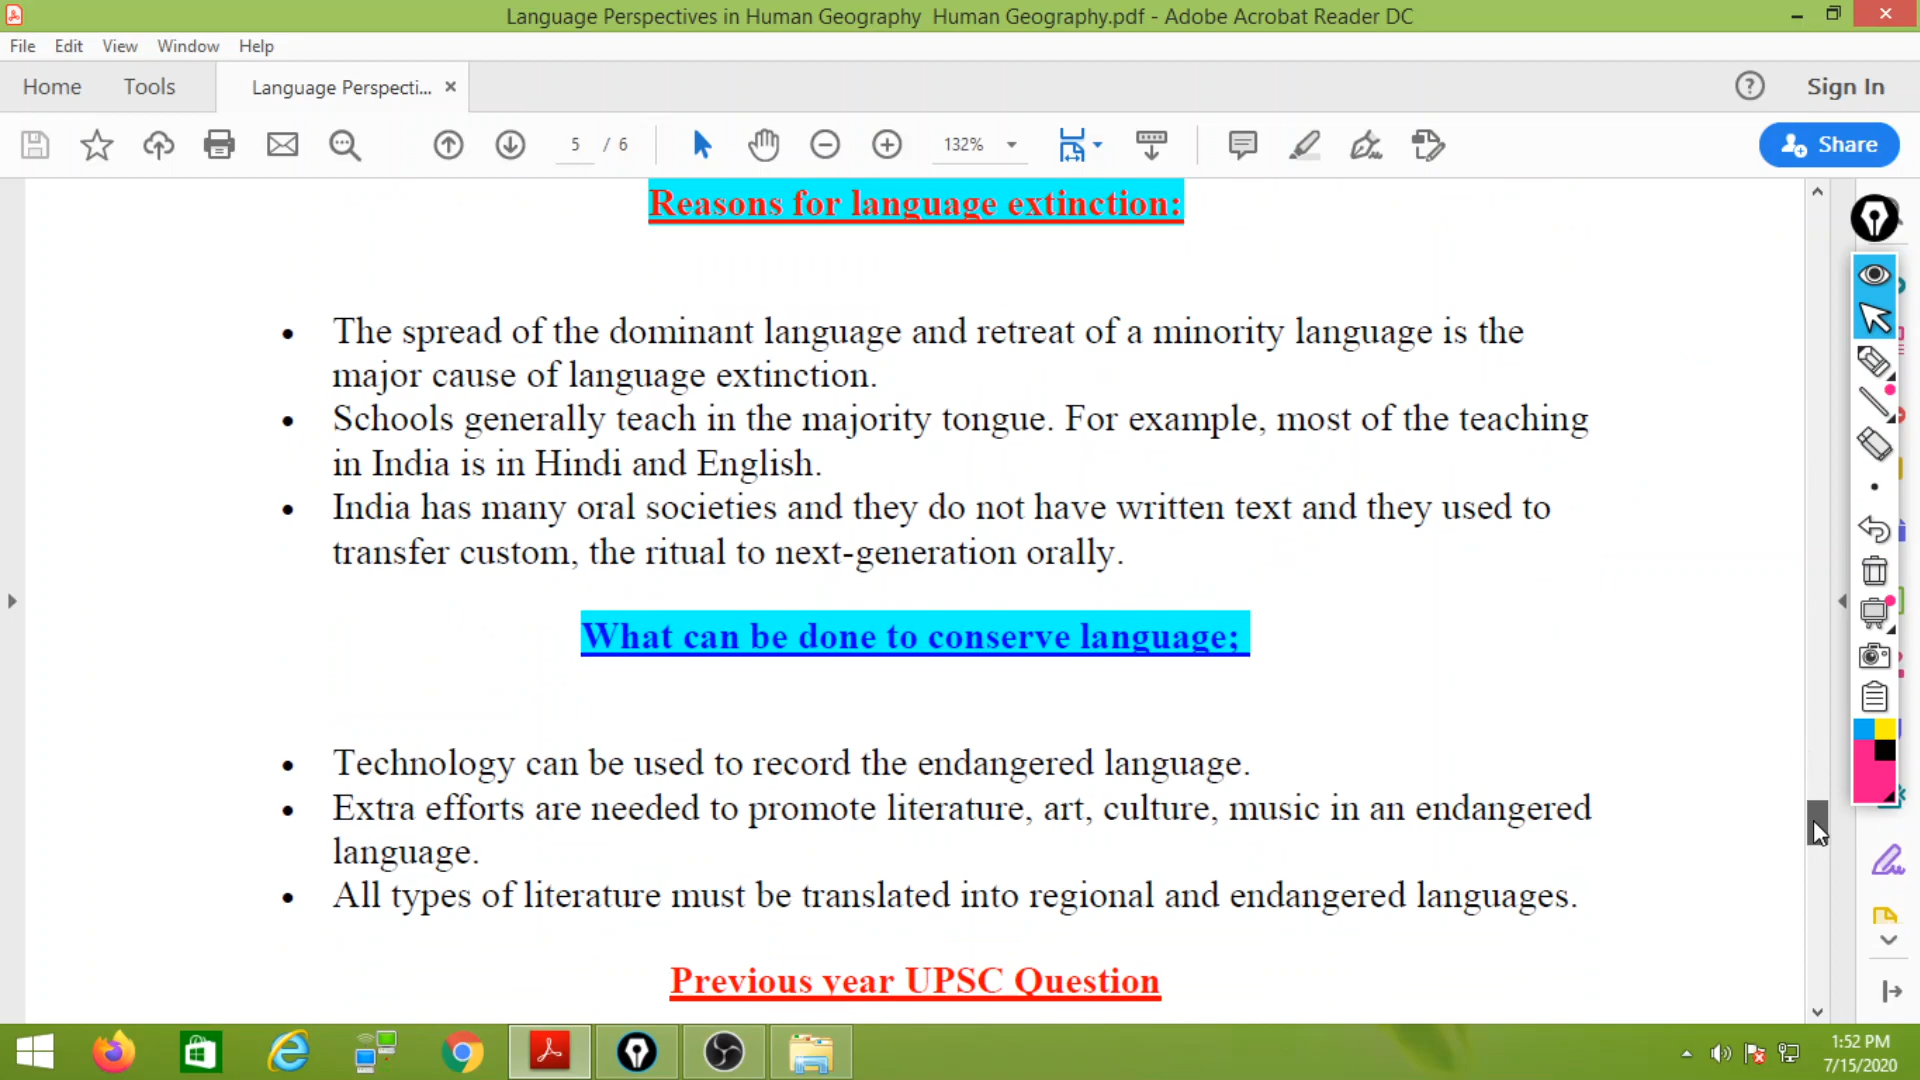 Language Perspectives in Human Geography  Human Geography.pdf - Adobe Acrobat Reader DC
File Edit View Window Help
Home Tools Language Perspecti... Sign In
5 / 6 132% Share
Reasons for language extinction:
• The spread of the dominant language and retreat of a minority language is the
major cause of language extinction.
• Schools generally teach in the majority tongue. For example, most of the teaching
in India is in Hindi and English.
• India has many oral societies and they do not have written text and they used to
transfer custom, the ritual to next-generation orally.
What can be done to conserve language;
• Technology can be used to record the endangered language.
• Extra efforts are needed to promote literature, art, culture, music in an endangered
language.
• All types of literature must be translated into regional and endangered languages.
Previous year UPSC Question
1:52 PM
7/15/2020